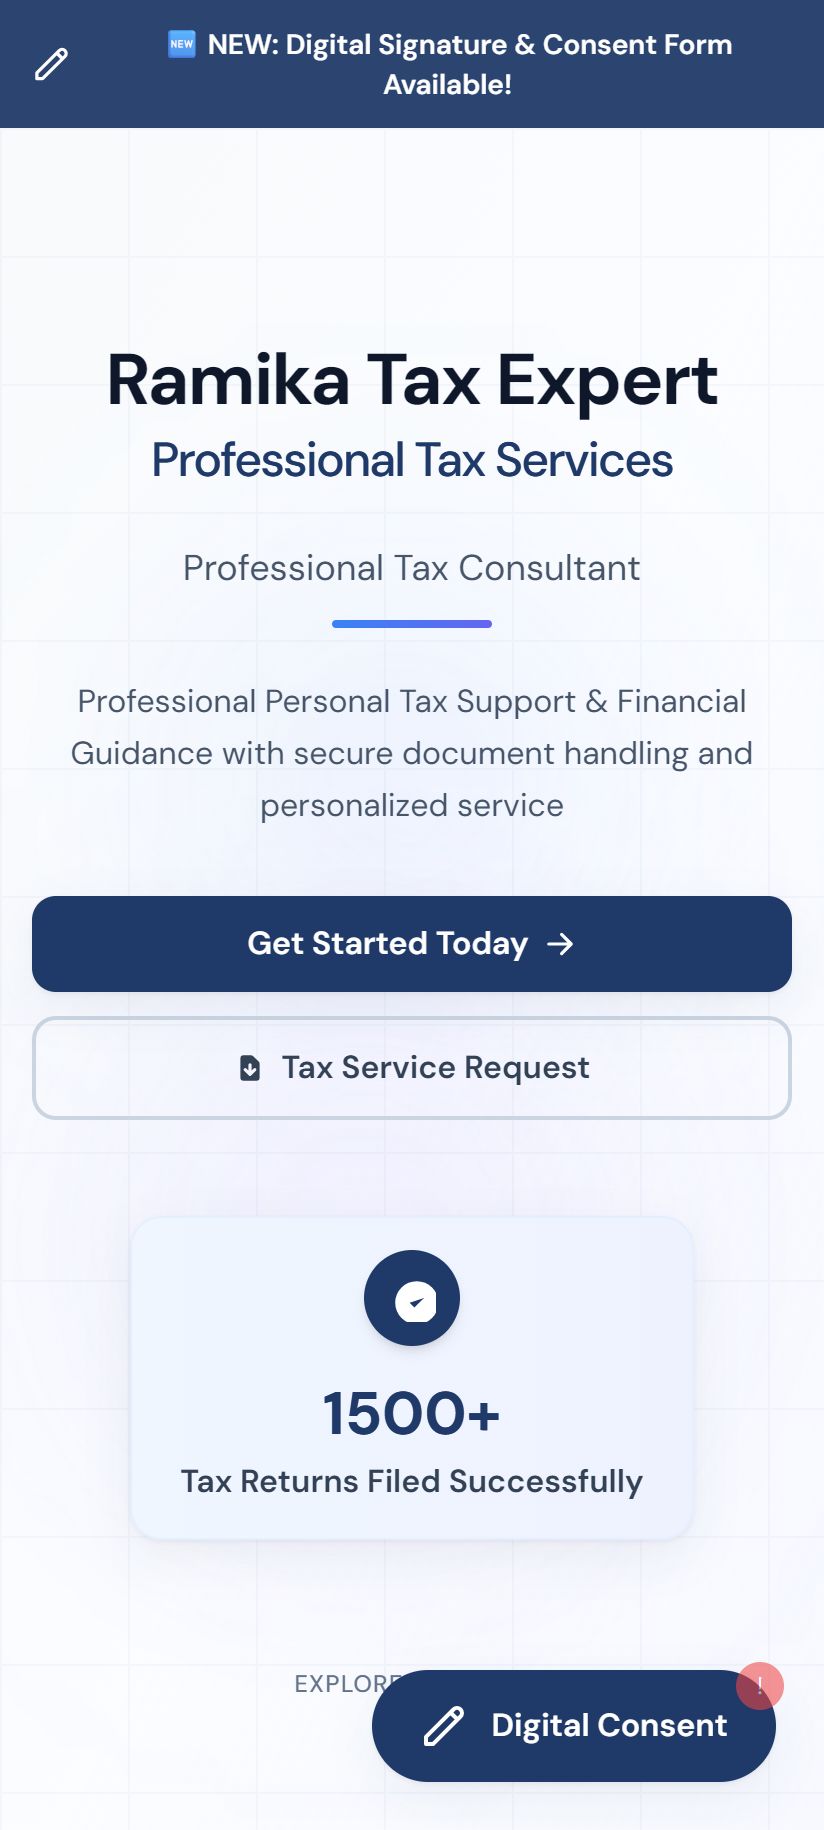 🆕 NEW: Digital Signature & Consent Form
Available!
Ramika Tax Expert
Professional Tax Services
Professional Tax Consultant
Professional Personal Tax Support & Financial
Guidance with secure document handling and
personalized service
Get Started Today →
Tax Service Request
1500+
Tax Returns Filed Successfully
EXPLORE
!
Digital Consent